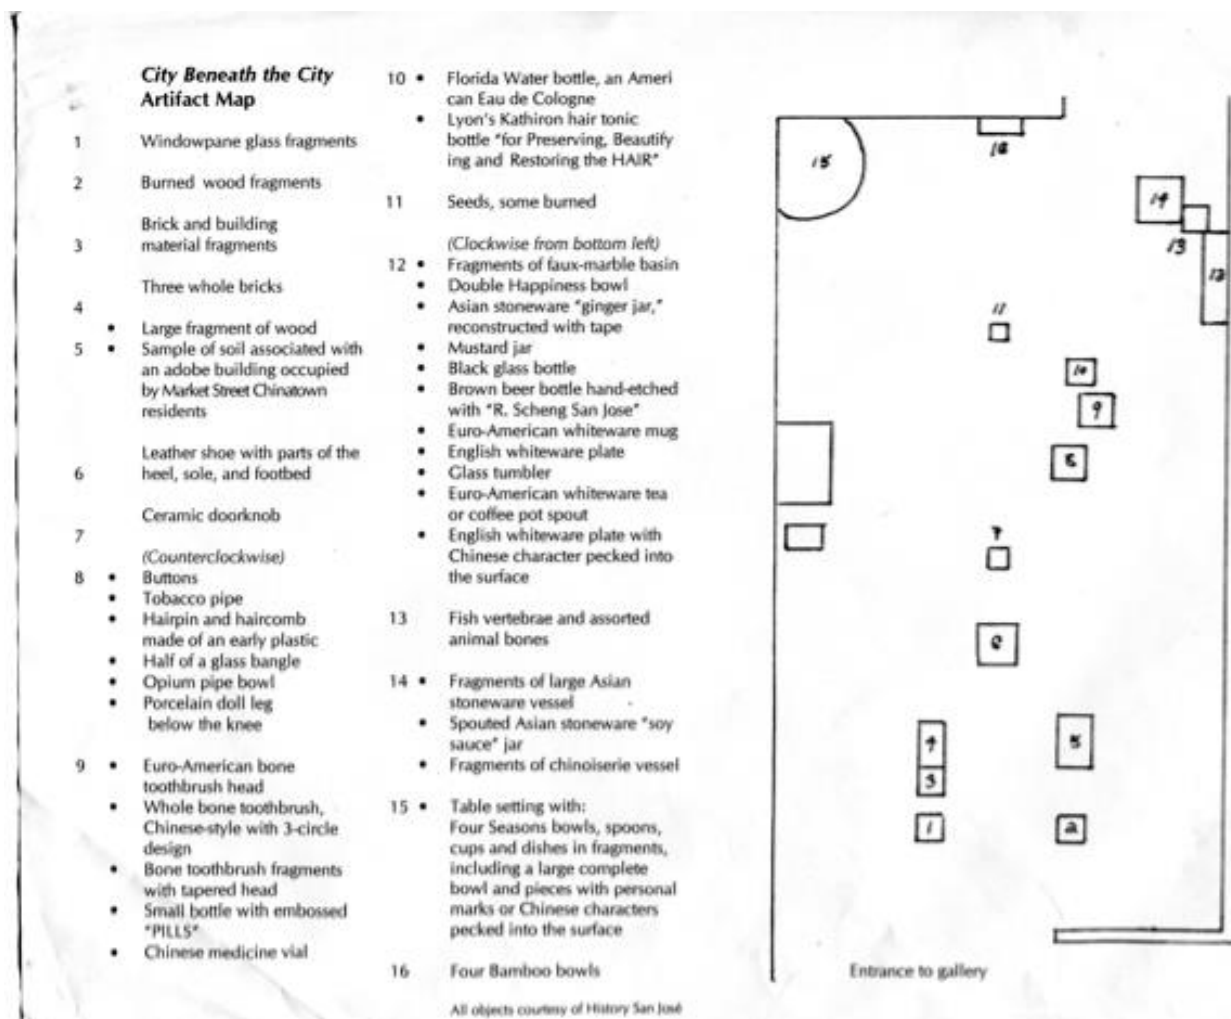 City Beneath the City
Artifact Map
1 Windowpane glass fragments
2 Burned wood fragments
Brick and building
3 material fragments
Three whole bricks
4
• Large fragment of wood
5 • Sample of soil associated with
an adobe building occupied
by Market Street Chinatown
residents
Leather shoe with parts of the
6 heel, sole, and footbed
Ceramic doorknob
7
(Counterclockwise)
8 • Buttons
• Tobacco pipe
• Hairpin and haircomb
made of an early plastic
• Half of a glass bangle
• Opium pipe bowl
• Porcelain doll leg
below the knee
9 • Euro-American bone
toothbrush head
• Whole bone toothbrush,
Chinese-style with 3-circle
design
• Bone toothbrush fragments
with tapered head
• Small bottle with embossed
"PILLS"
• Chinese medicine vial
10 • Florida Water bottle, an Ameri
can Eau de Cologne
• Lyon's Kathiron hair tonic
bottle "for Preserving, Beautify
ing and Restoring the HAIR"
11 Seeds, some burned
(Clockwise from bottom left)
12 • Fragments of faux-marble basin
• Double Happiness bowl
• Asian stoneware "ginger jar,"
reconstructed with tape
• Mustard jar
• Black glass bottle
• Brown beer bottle hand-etched
with "R. Scheng San Jose"
• Euro-American whiteware mug
• English whiteware plate
• Glass tumbler
• Euro-American whiteware tea
or coffee pot spout
• English whiteware plate with
Chinese character pecked into
the surface
13 Fish vertebrae and assorted
animal bones
14 • Fragments of large Asian
stoneware vessel
• Spouted Asian stoneware "soy
sauce" jar
• Fragments of chinoiserie vessel
15 • Table setting with:
Four Seasons bowls, spoons,
cups and dishes in fragments,
including a large complete
bowl and pieces with personal
marks or Chinese characters
pecked into the surface
16 Four Bamboo bowls
All objects courtesy of History San José
16
15
14
13
12
11
10
9
8
7
6
4
5
3
1
2
Entrance to gallery